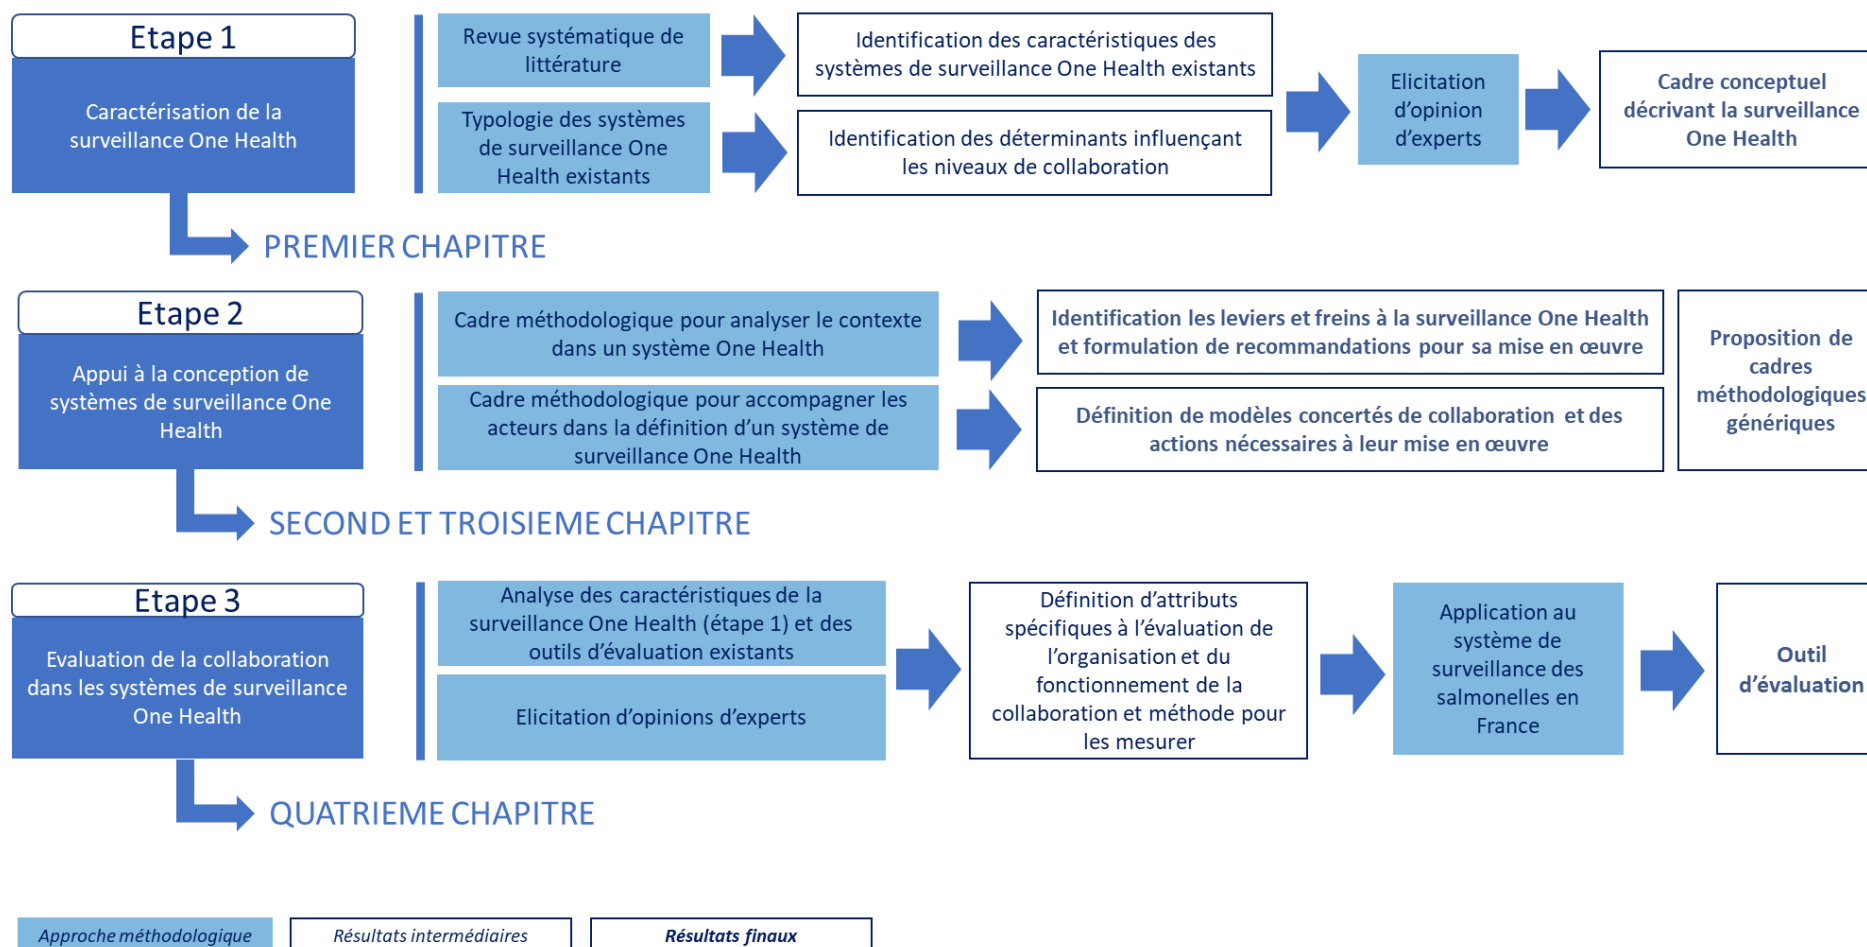 Etape 1
Caractérisation de la
surveillance One Health
Revue systématique de
littérature
Typologie des systèmes
de surveillance One
Health existants
Identification des caractéristiques des
systèmes de surveillance One Health existants
Identification des déterminants influençant
les niveaux de collaboration
Elicitation
d'opinion
d'experts
Cadre conceptuel
décrivant la surveillance
One Health
PREMIER CHAPITRE
Etape 2
Appui à la conception de
systèmes de surveillance One
Health
Cadre méthodologique pour analyser le contexte
dans un système One Health
Cadre méthodologique pour accompagner les
acteurs dans la définition d'un système de
surveillance One Health
Identification les leviers et freins à la surveillance One Health
et formulation de recommandations pour sa mise en œuvre
Définition de modèles concertés de collaboration et des
actions nécessaires à leur mise en œuvre
Proposition de
cadres
méthodologiques
génériques
SECOND ET TROISIEME CHAPITRE
Etape 3
Evaluation de la collaboration
dans les systèmes de surveillance
One Health
Analyse des caractéristiques de la
surveillance One Health (étape 1) et des
outils d'évaluation existants
Elicitation d'opinions d'experts
Définition d'attributs
spécifiques à l'évaluation de
l'organisation et du
fonctionnement de la
collaboration et méthode pour
les mesurer
Application au
système de
surveillance des
salmonelles en
France
Outil
d'évaluation
QUATRIEME CHAPITRE
Approche méthodologique
Résultats intermédiaires
Résultats finaux